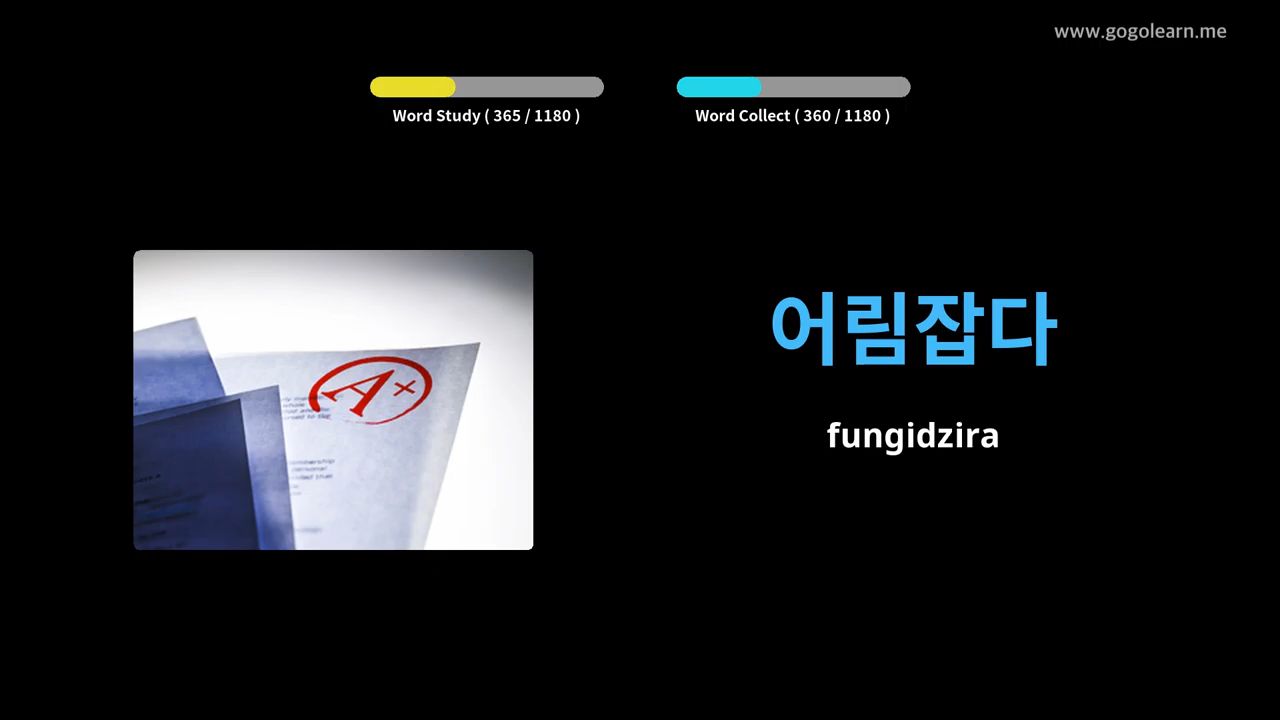 www.gogolearn.me
Word Study ( 365 / 1180 )
Word Collect ( 360 / 1180 )
A+
어림잡다
fungidzira